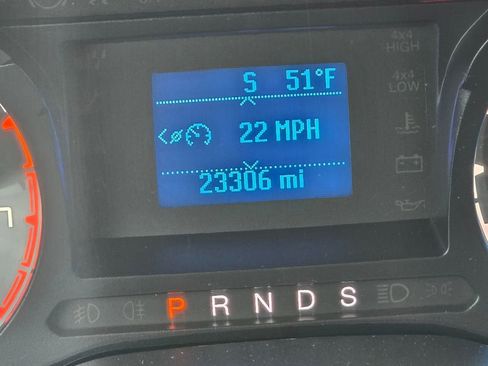 4x4
HIGH
S 51°F
4x4
LOW
22 MPH
23306 mi
P R N D S